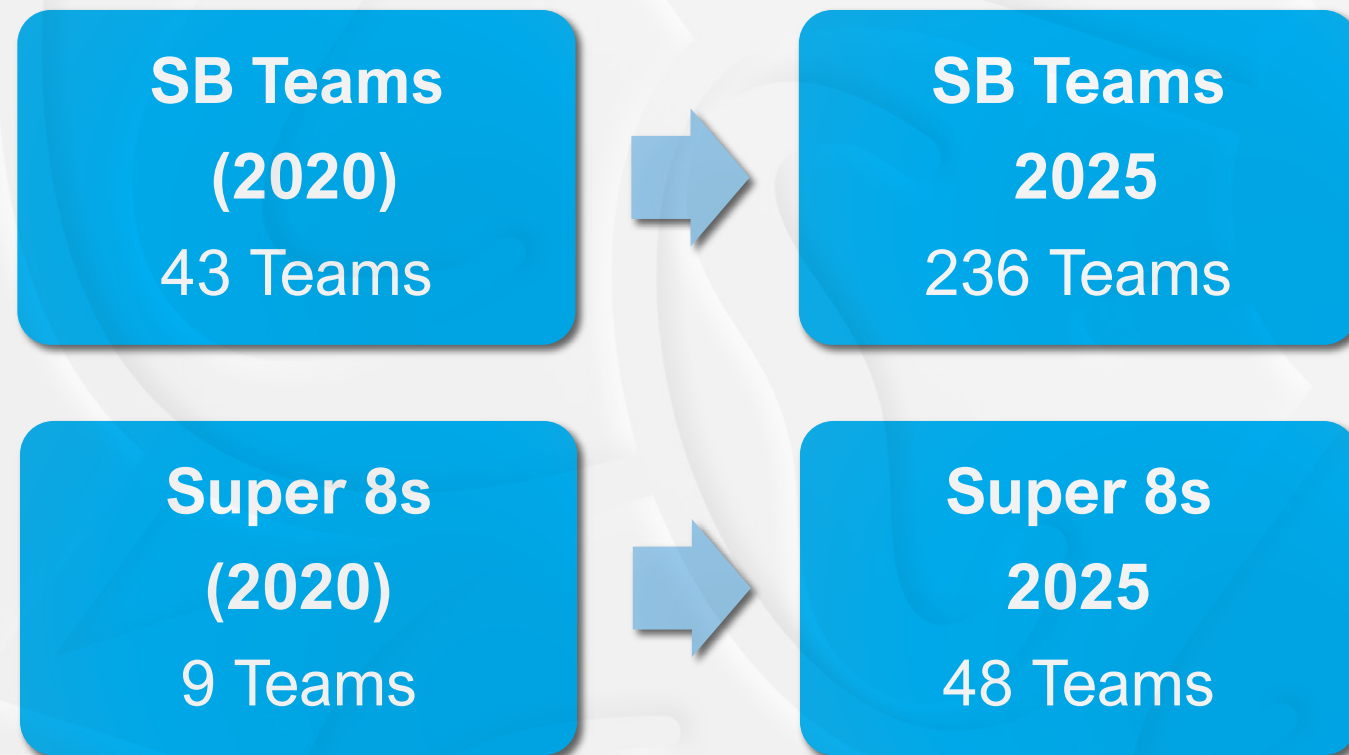 SB Teams
(2020)
43 Teams
SB Teams
2025
236 Teams
Super 8s
(2020)
9 Teams
Super 8s
2025
48 Teams